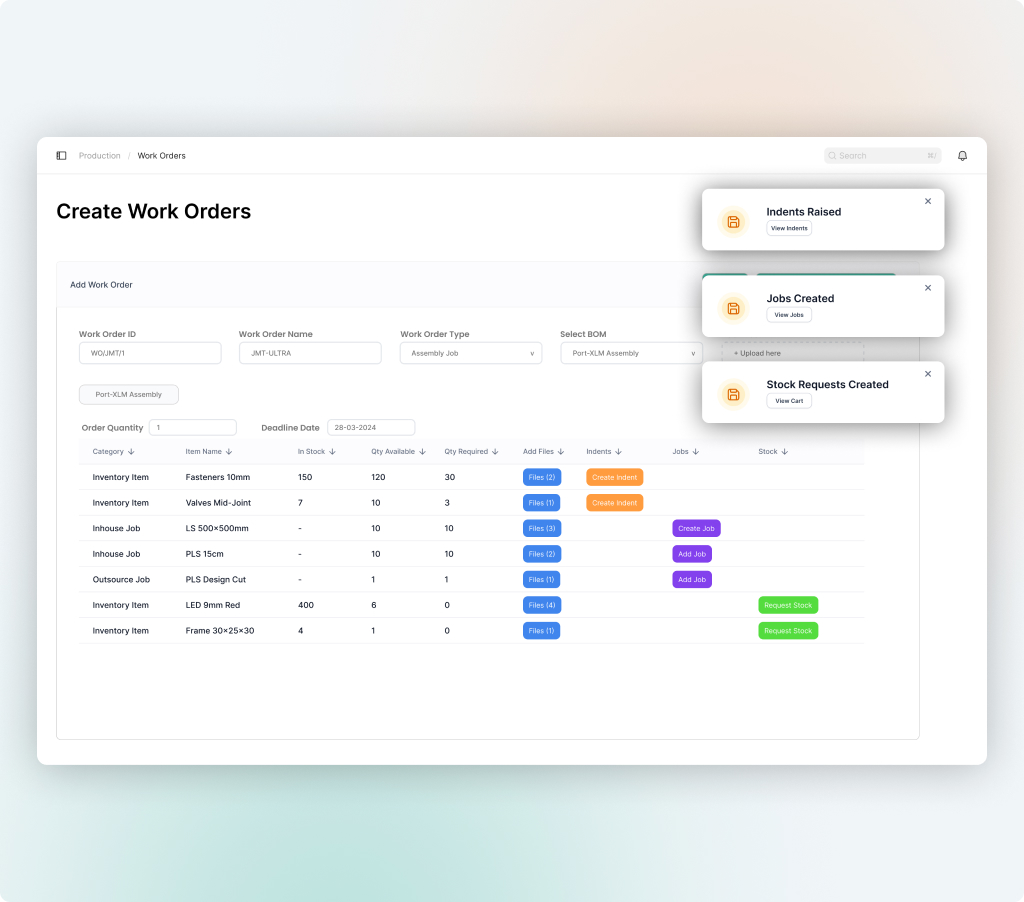 Production / Work Orders
Search
⌘/
Create Work Orders
Indents Raised
View Indents
Add Work Order
Jobs Created
View Jobs
Work Order ID Work Order Name Work Order Type Select BOM
WO/JMT/1 JMT-ULTRA Assembly Job Port-XLM Assembly + Upload here
Stock Requests Created
View Cart
Port-XLM Assembly
Order Quantity 1 Deadline Date 28-03-2024
Category Item Name In Stock Qty Available Qty Required Add Files Indents Jobs Stock
Inventory Item Fasteners 10mm 150 120 30 Files (2) Create Indent
Inventory Item Valves Mid-Joint 7 10 3 Files (1) Create Indent
Inhouse Job LS 500x500mm - 10 10 Files (3) Create Job
Inhouse Job PLS 15cm - 10 10 Files (2) Add Job
Outsource Job PLS Design Cut - 1 1 Files (1) Add Job
Inventory Item LED 9mm Red 400 6 0 Files (4) Request Stock
Inventory Item Frame 30x25x30 4 1 0 Files (1) Request Stock